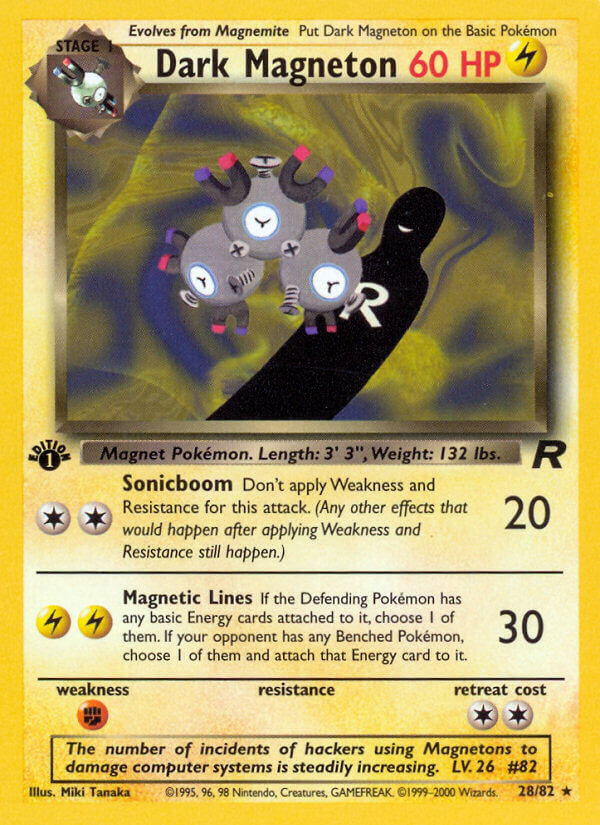 Evolves from Magnemite Put Dark Magneton on the Basic Pokémon
STAGE 1
Dark Magneton 60 HP
R
EDITION
1
Magnet Pokémon. Length: 3' 3", Weight: 132 lbs.
R
Sonicboom Don't apply Weakness and
Resistance for this attack. (Any other effects that
would happen after applying Weakness and
Resistance still happen.)
20
Magnetic Lines If the Defending Pokémon has
any basic Energy cards attached to it, choose 1 of
them. If your opponent has any Benched Pokémon,
choose 1 of them and attach that Energy card to it.
30
weakness resistance retreat cost
The number of incidents of hackers using Magnetons to
damage computer systems is steadily increasing. LV. 26 #82
Illus. Miki Tanaka ©1995, 96, 98 Nintendo, Creatures, GAMEFREAK. ©1999-2000 Wizards. 28/82 ★